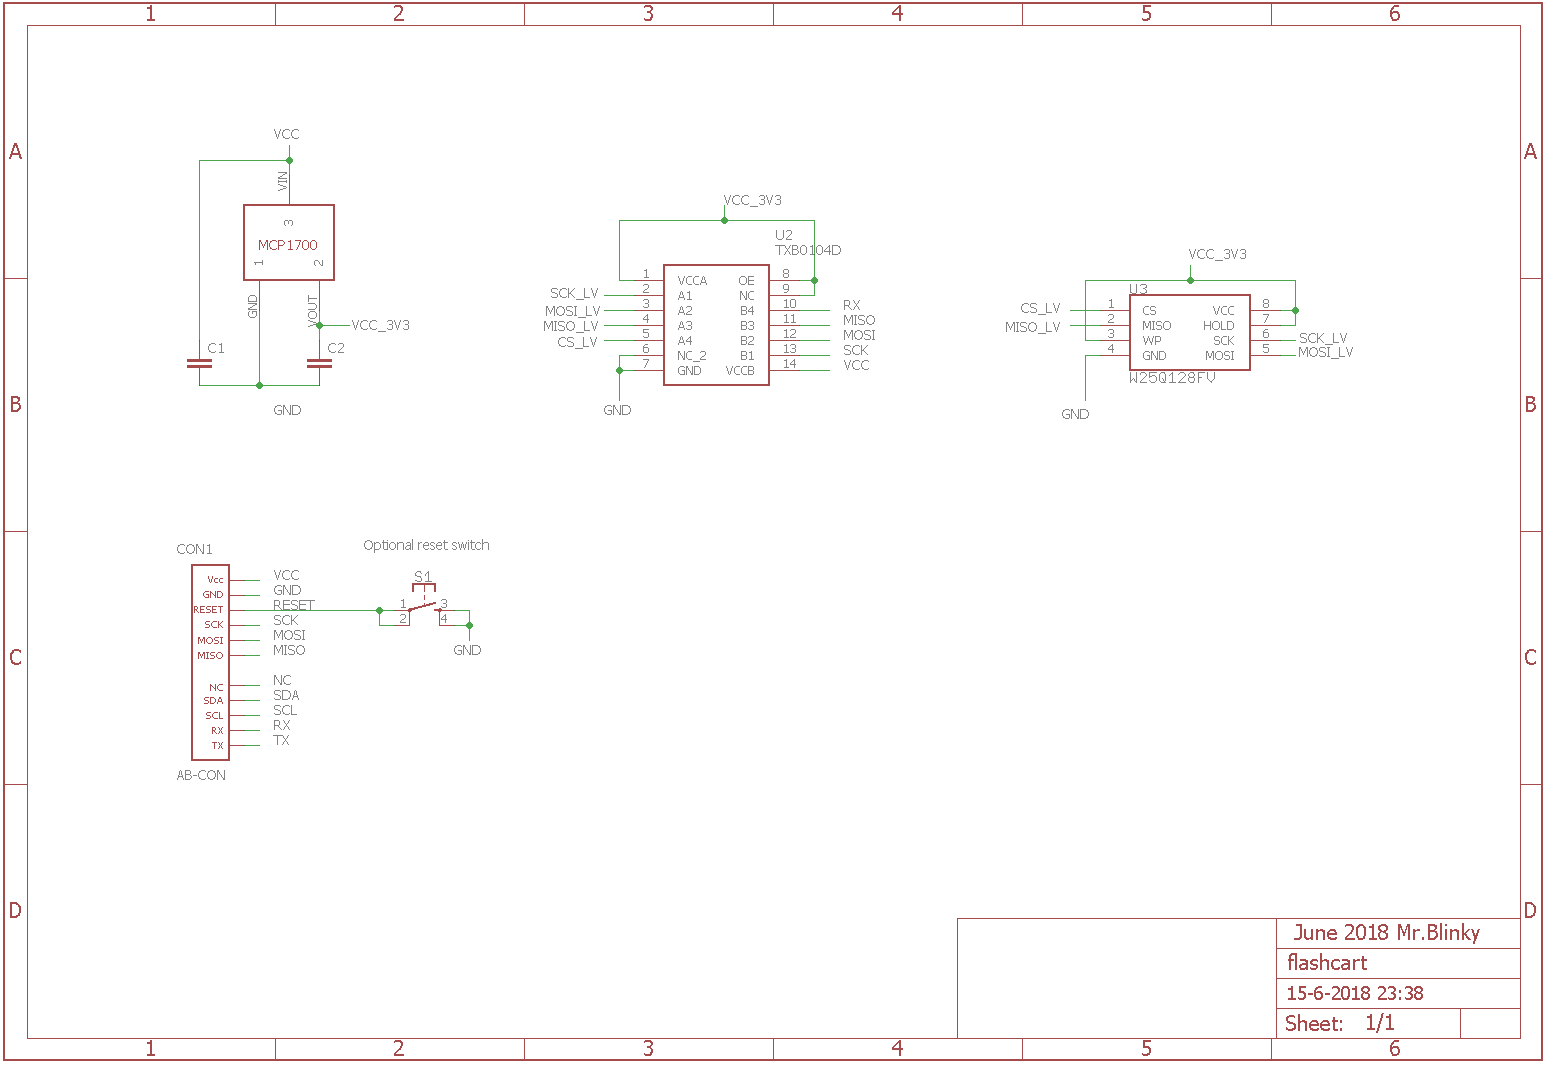 1 2 3 4 5 6
A A
VCC
VIN
3
MCP1700
1 2
GND VOUT
VCC_3V3
C1 C2
GND
VCC_3V3
U2
TXB0104D
1 VCCA OE 8
SCK_LV 2 A1 NC 9
MOSI_LV 3 A2 B4 10 RX
MISO_LV 4 A3 B3 11 MISO
CS_LV 5 A4 B2 12 MOSI
6 NC_2 B1 13 SCK
7 GND VCCB 14 VCC
GND
VCC_3V3
U3
CS_LV 1 CS VCC 8
MISO_LV 2 MISO HOLD 7
3 WP SCK 6 SCK_LV
4 GND MOSI 5 MOSI_LV
W25Q128FV
GND
B B
CON1
Vcc VCC
GND GND
RESET RESET
SCK SCK
MOSI MOSI
MISO MISO
NC NC
SDA SDA
SCL SCL
RX RX
TX TX
AB-CON
Optional reset switch
S1
1 3
2 4
GND
C C
D D
June 2018 Mr.Blinky
flashcart
15-6-2018 23:38
Sheet: 1/1
1 2 3 4 5 6